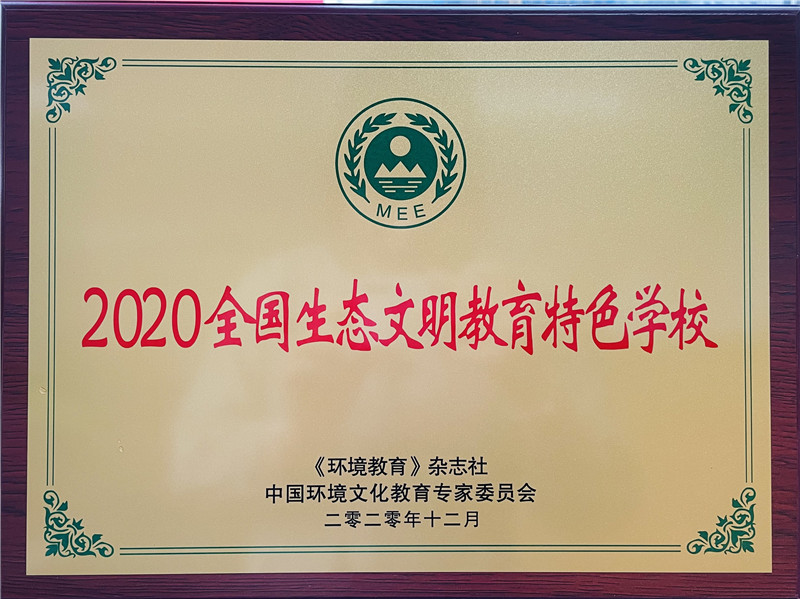 MEE
2020全国生态文明教育特色学校
《环境教育》杂志社
中国环境文化教育专家委员会
二零二零年十二月